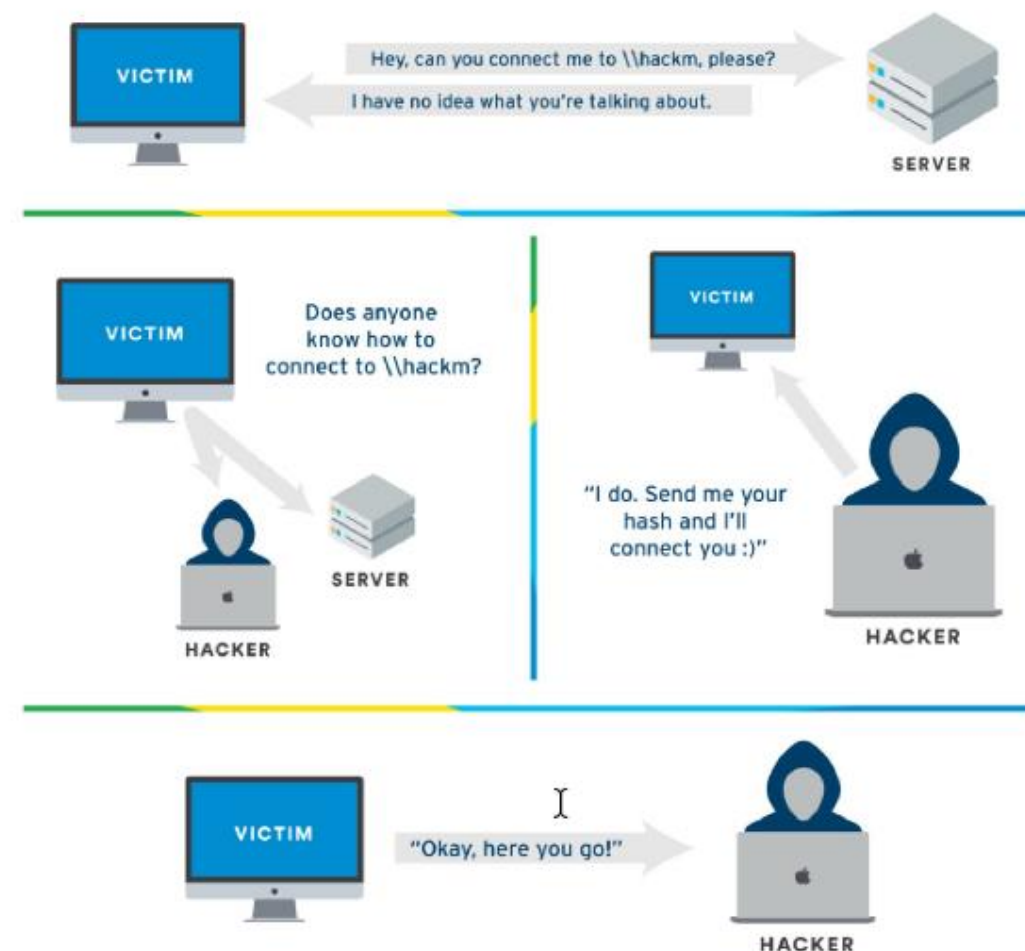 VICTIM
Hey, can you connect me to \\hackm, please?
I have no idea what you're talking about.
SERVER
VICTIM
Does anyone
know how to
connect to \\hackm?
HACKER
SERVER
VICTIM
"I do. Send me your
hash and I'll
connect you :)"
HACKER
VICTIM
"Okay, here you go!"
HACKER